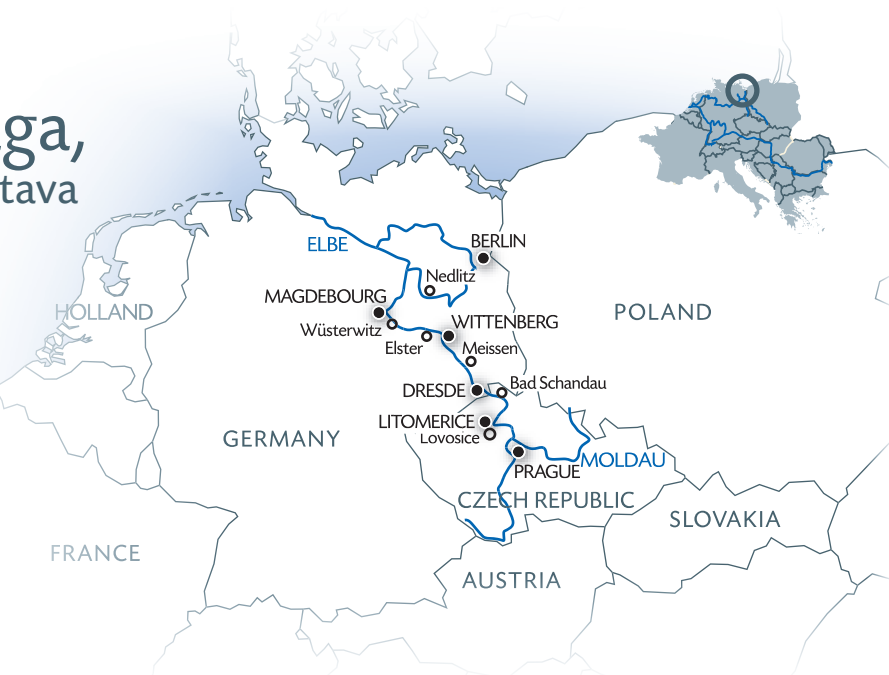 ga,
tava
ELBE
BERLIN
Nedlitz
MAGDEBOURG
HOLLAND
POLAND
Wüsterwitz
WITTENBERG
Elster
Meissen
DRESDE
Bad Schandau
LITOMERICE
Lovosice
GERMANY
MOLDAU
PRAGUE
CZECH REPUBLIC
SLOVAKIA
FRANCE
AUSTRIA